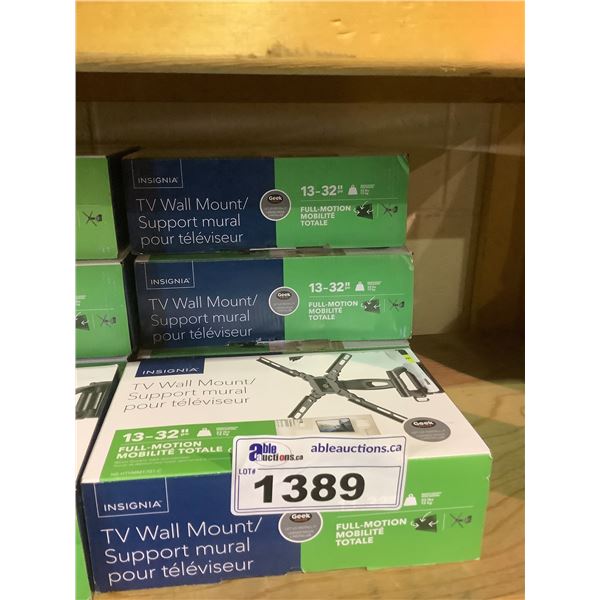 INSIGNIA
TV Wall Mount/
Support mural
pour téléviseur
Geek
13-32"
FULL-MOTION
MOBILITÉ
TOTALE
INSIGNIA
TV Wall Mount/
Support mural
pour téléviseur
Geek
13-32"
FULL-MOTION
MOBILITÉ
TOTALE
INSIGNIA
TV Wall Mount/
Support mural
pour téléviseur
13-32"
FULL-MOTION
MOBILITÉ TOTALE
Geek
able auctions.ca
ableauctions.ca
LOT#
1389
INSIGNIA
TV Wall Mount/
Support mural
pour téléviseur
Geek
FULL-MOTION
MOBILITÉ
TOTALE